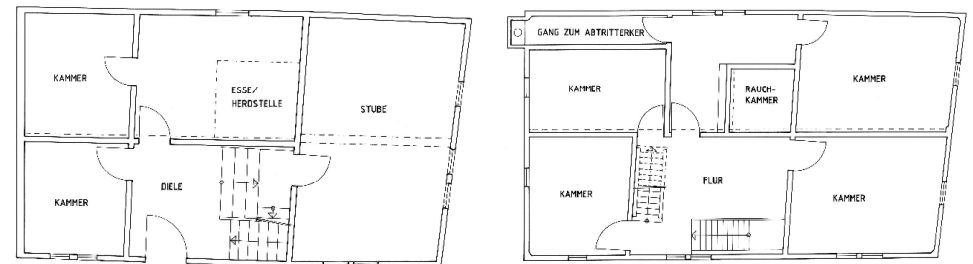 KAMMER
ESSE/
HERDSTELLE
STUBE
KAMMER
DIELE
GANG ZUM ABTRITTERKER
KAMMER
RAUCH-
KAMMER
KAMMER
KAMMER
FLUR
KAMMER